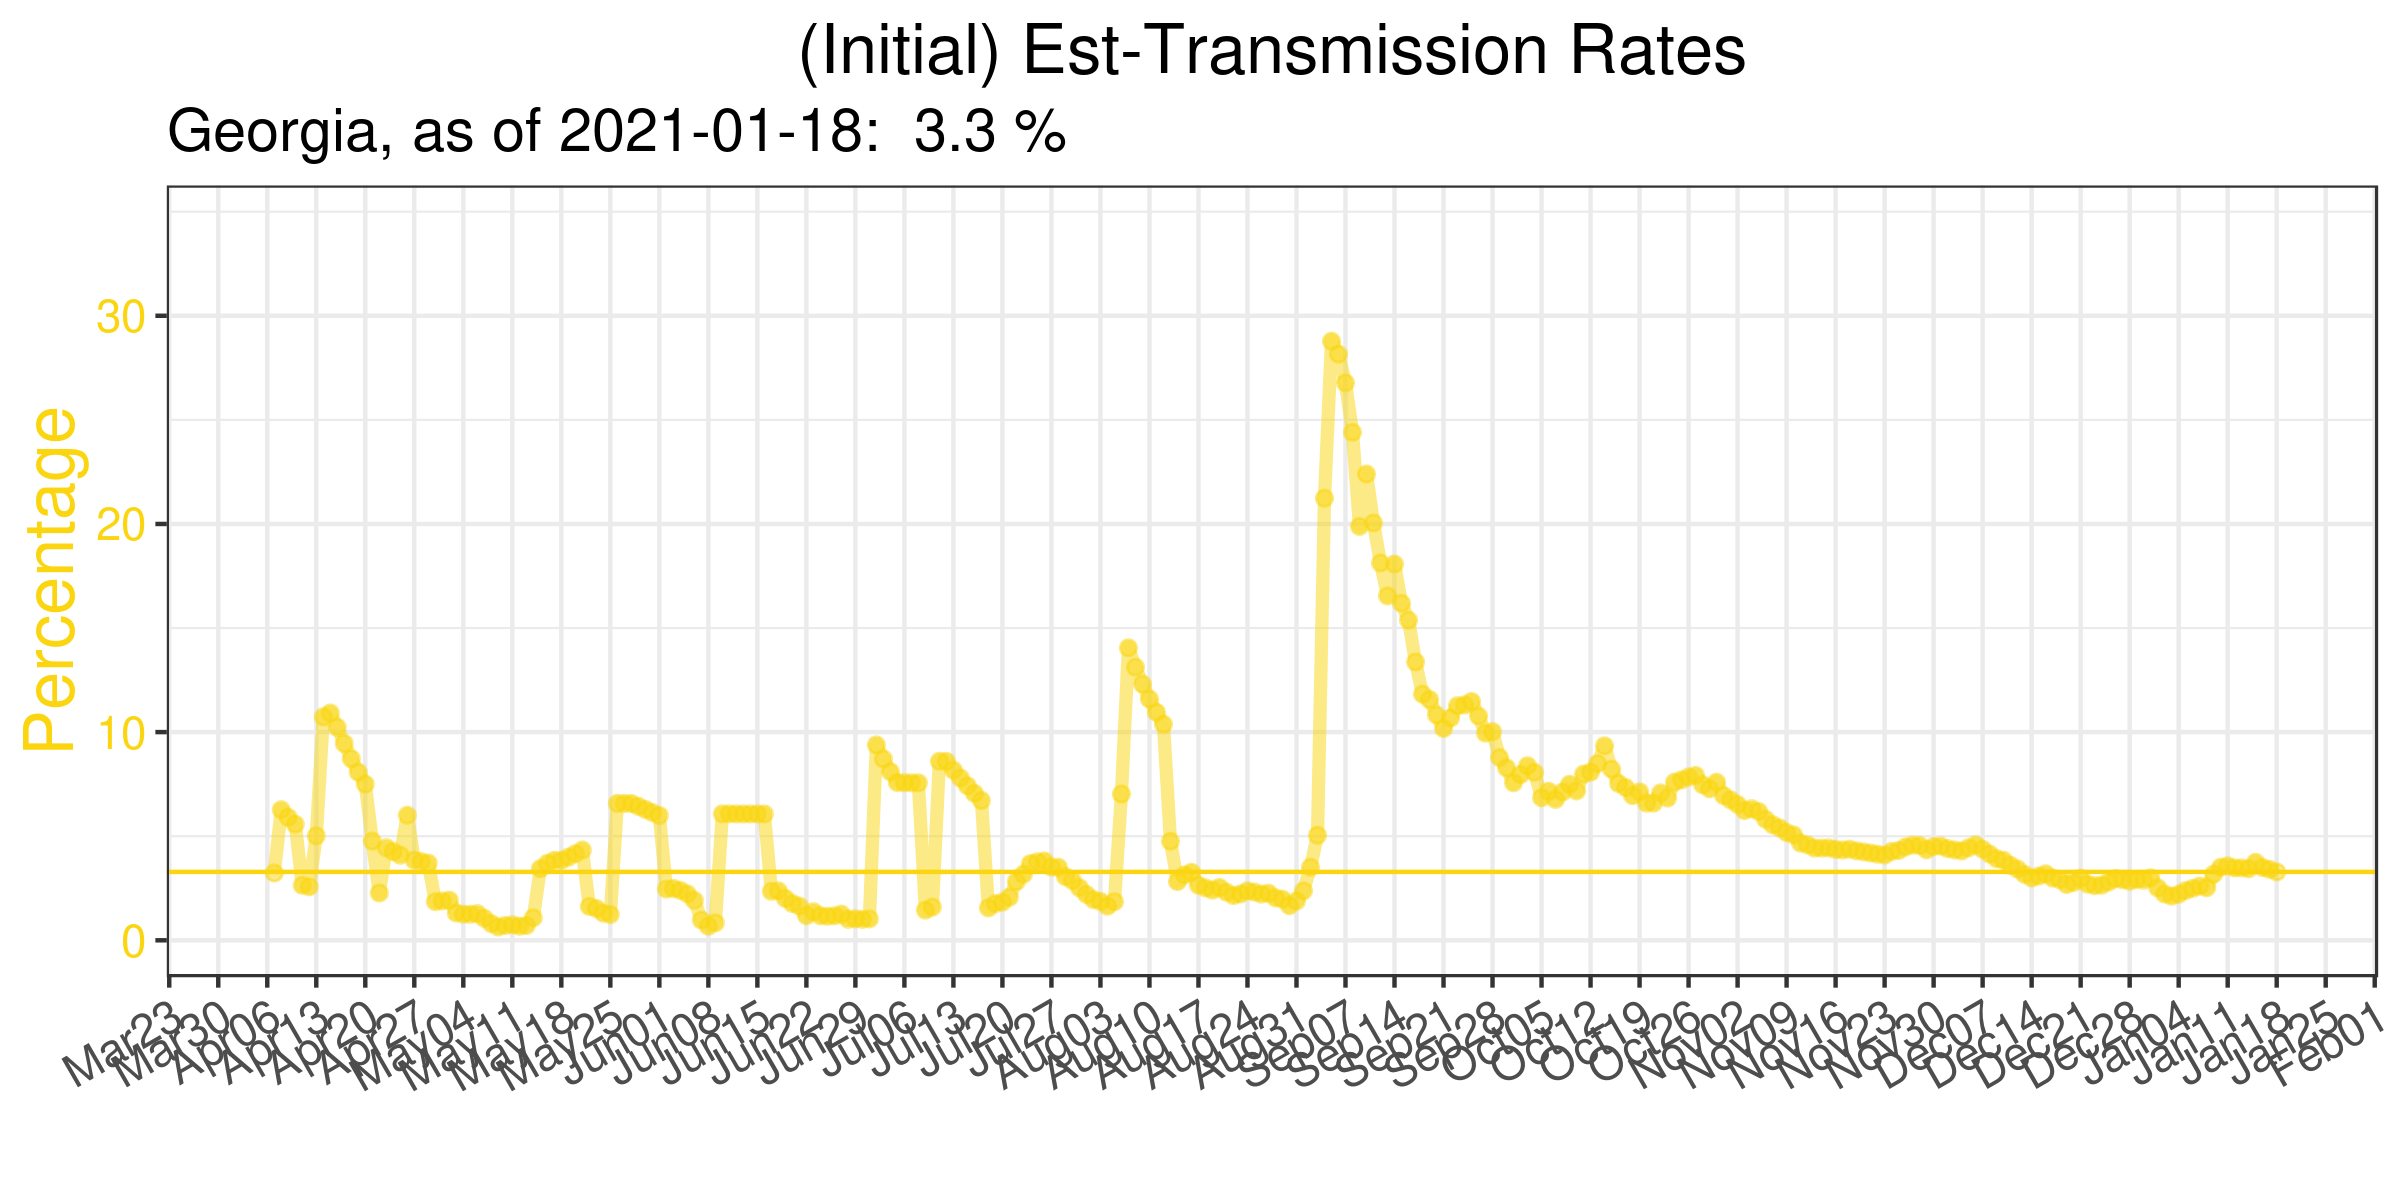 (Initial) Est-Transmission Rates
Georgia, as of 2021-01-18: 3.3 %
Percentage
30
20
10
0
Mar23
Mar30
Apr06
Apr13
Apr20
Apr27
May04
May11
May18
May25
Jun01
Jun08
Jun15
Jun22
Jun29
Jul06
Jul13
Jul20
Jul27
Aug03
Aug10
Aug17
Aug24
Aug31
Sep07
Sep14
Sep21
Sep28
Oct05
Oct12
Oct19
Oct26
Nov02
Nov09
Nov16
Nov23
Nov30
Dec07
Dec14
Dec21
Dec28
Jan04
Jan11
Jan18
Jan25
Feb01